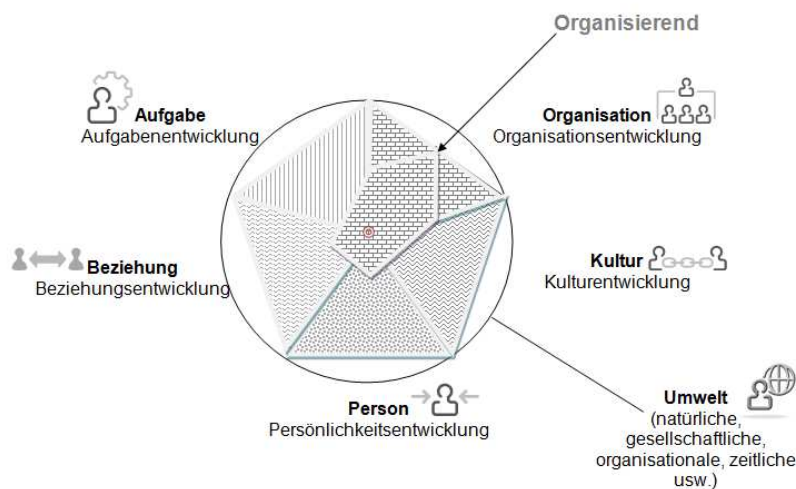 Organisierend
Aufgabe
Aufgabenentwicklung
Organisation
Organisationsentwicklung
Beziehung
Beziehungsentwicklung
Kultur
Kulturentwicklung
Person
Persönlichkeitsentwicklung
Umwelt
(natürliche,
gesellschaftliche,
organisationale, zeitliche
usw.)